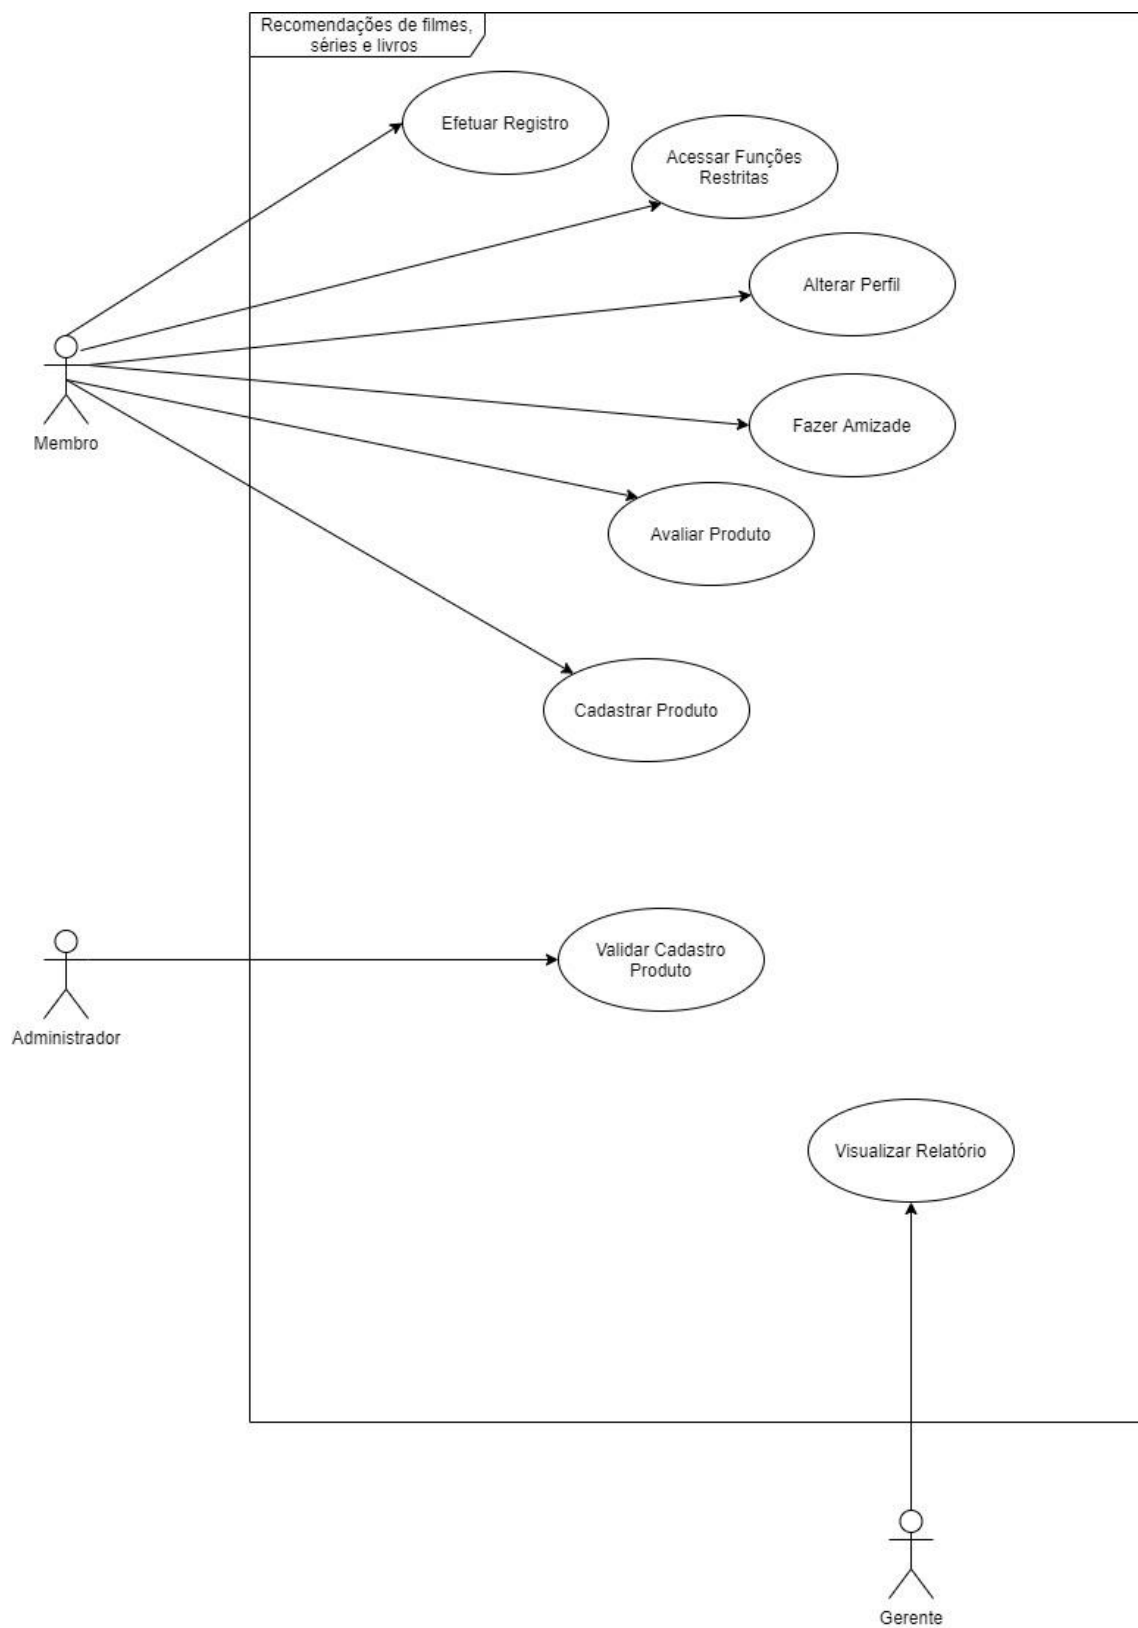 Recomendações de filmes,
séries e livros
Efetuar Registro
Acessar Funções
Restritas
Alterar Perfil
Membro
Fazer Amizade
Avaliar Produto
Cadastrar Produto
Validar Cadastro
Produto
Administrador
Visualizar Relatório
Gerente